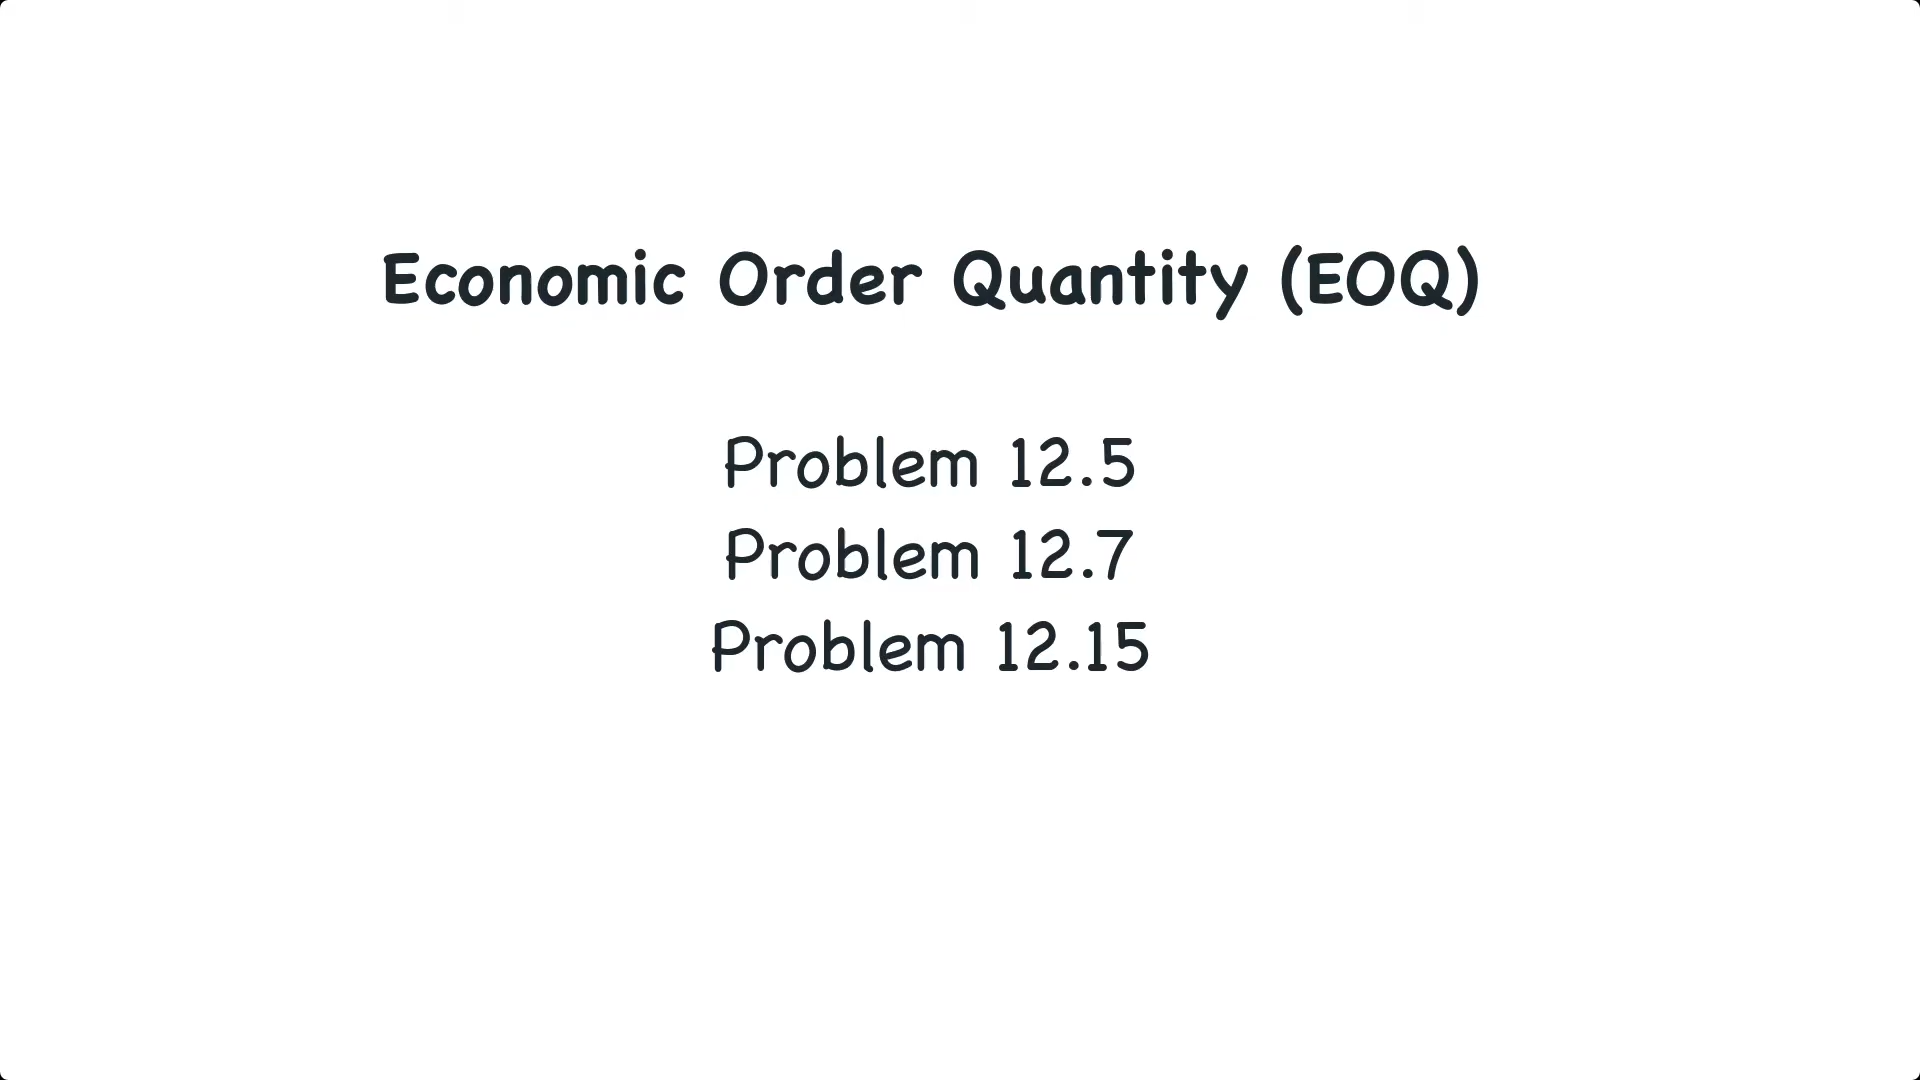 Economic Order Quantity (EOQ)
Problem 12.5
Problem 12.7
Problem 12.15